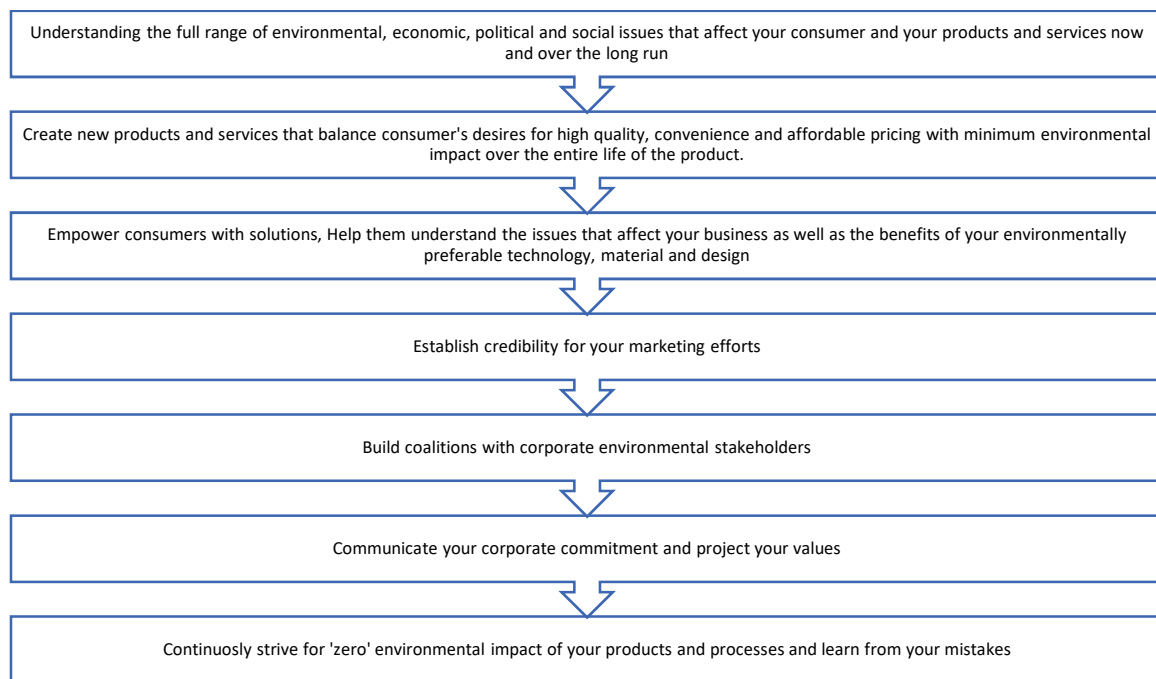 Understanding the full range of environmental, economic, political and social issues that affect your consumer and your products and services now
and over the long run
Create new products and services that balance consumer's desires for high quality, convenience and affordable pricing with minimum environmental
impact over the entire life of the product.
Empower consumers with solutions, Help them understand the issues that affect your business as well as the benefits of your environmentally
preferable technology, material and design
Establish credibility for your marketing efforts
Build coalitions with corporate environmental stakeholders
Communicate your corporate commitment and project your values
Continuosly strive for 'zero' environmental impact of your products and processes and learn from your mistakes